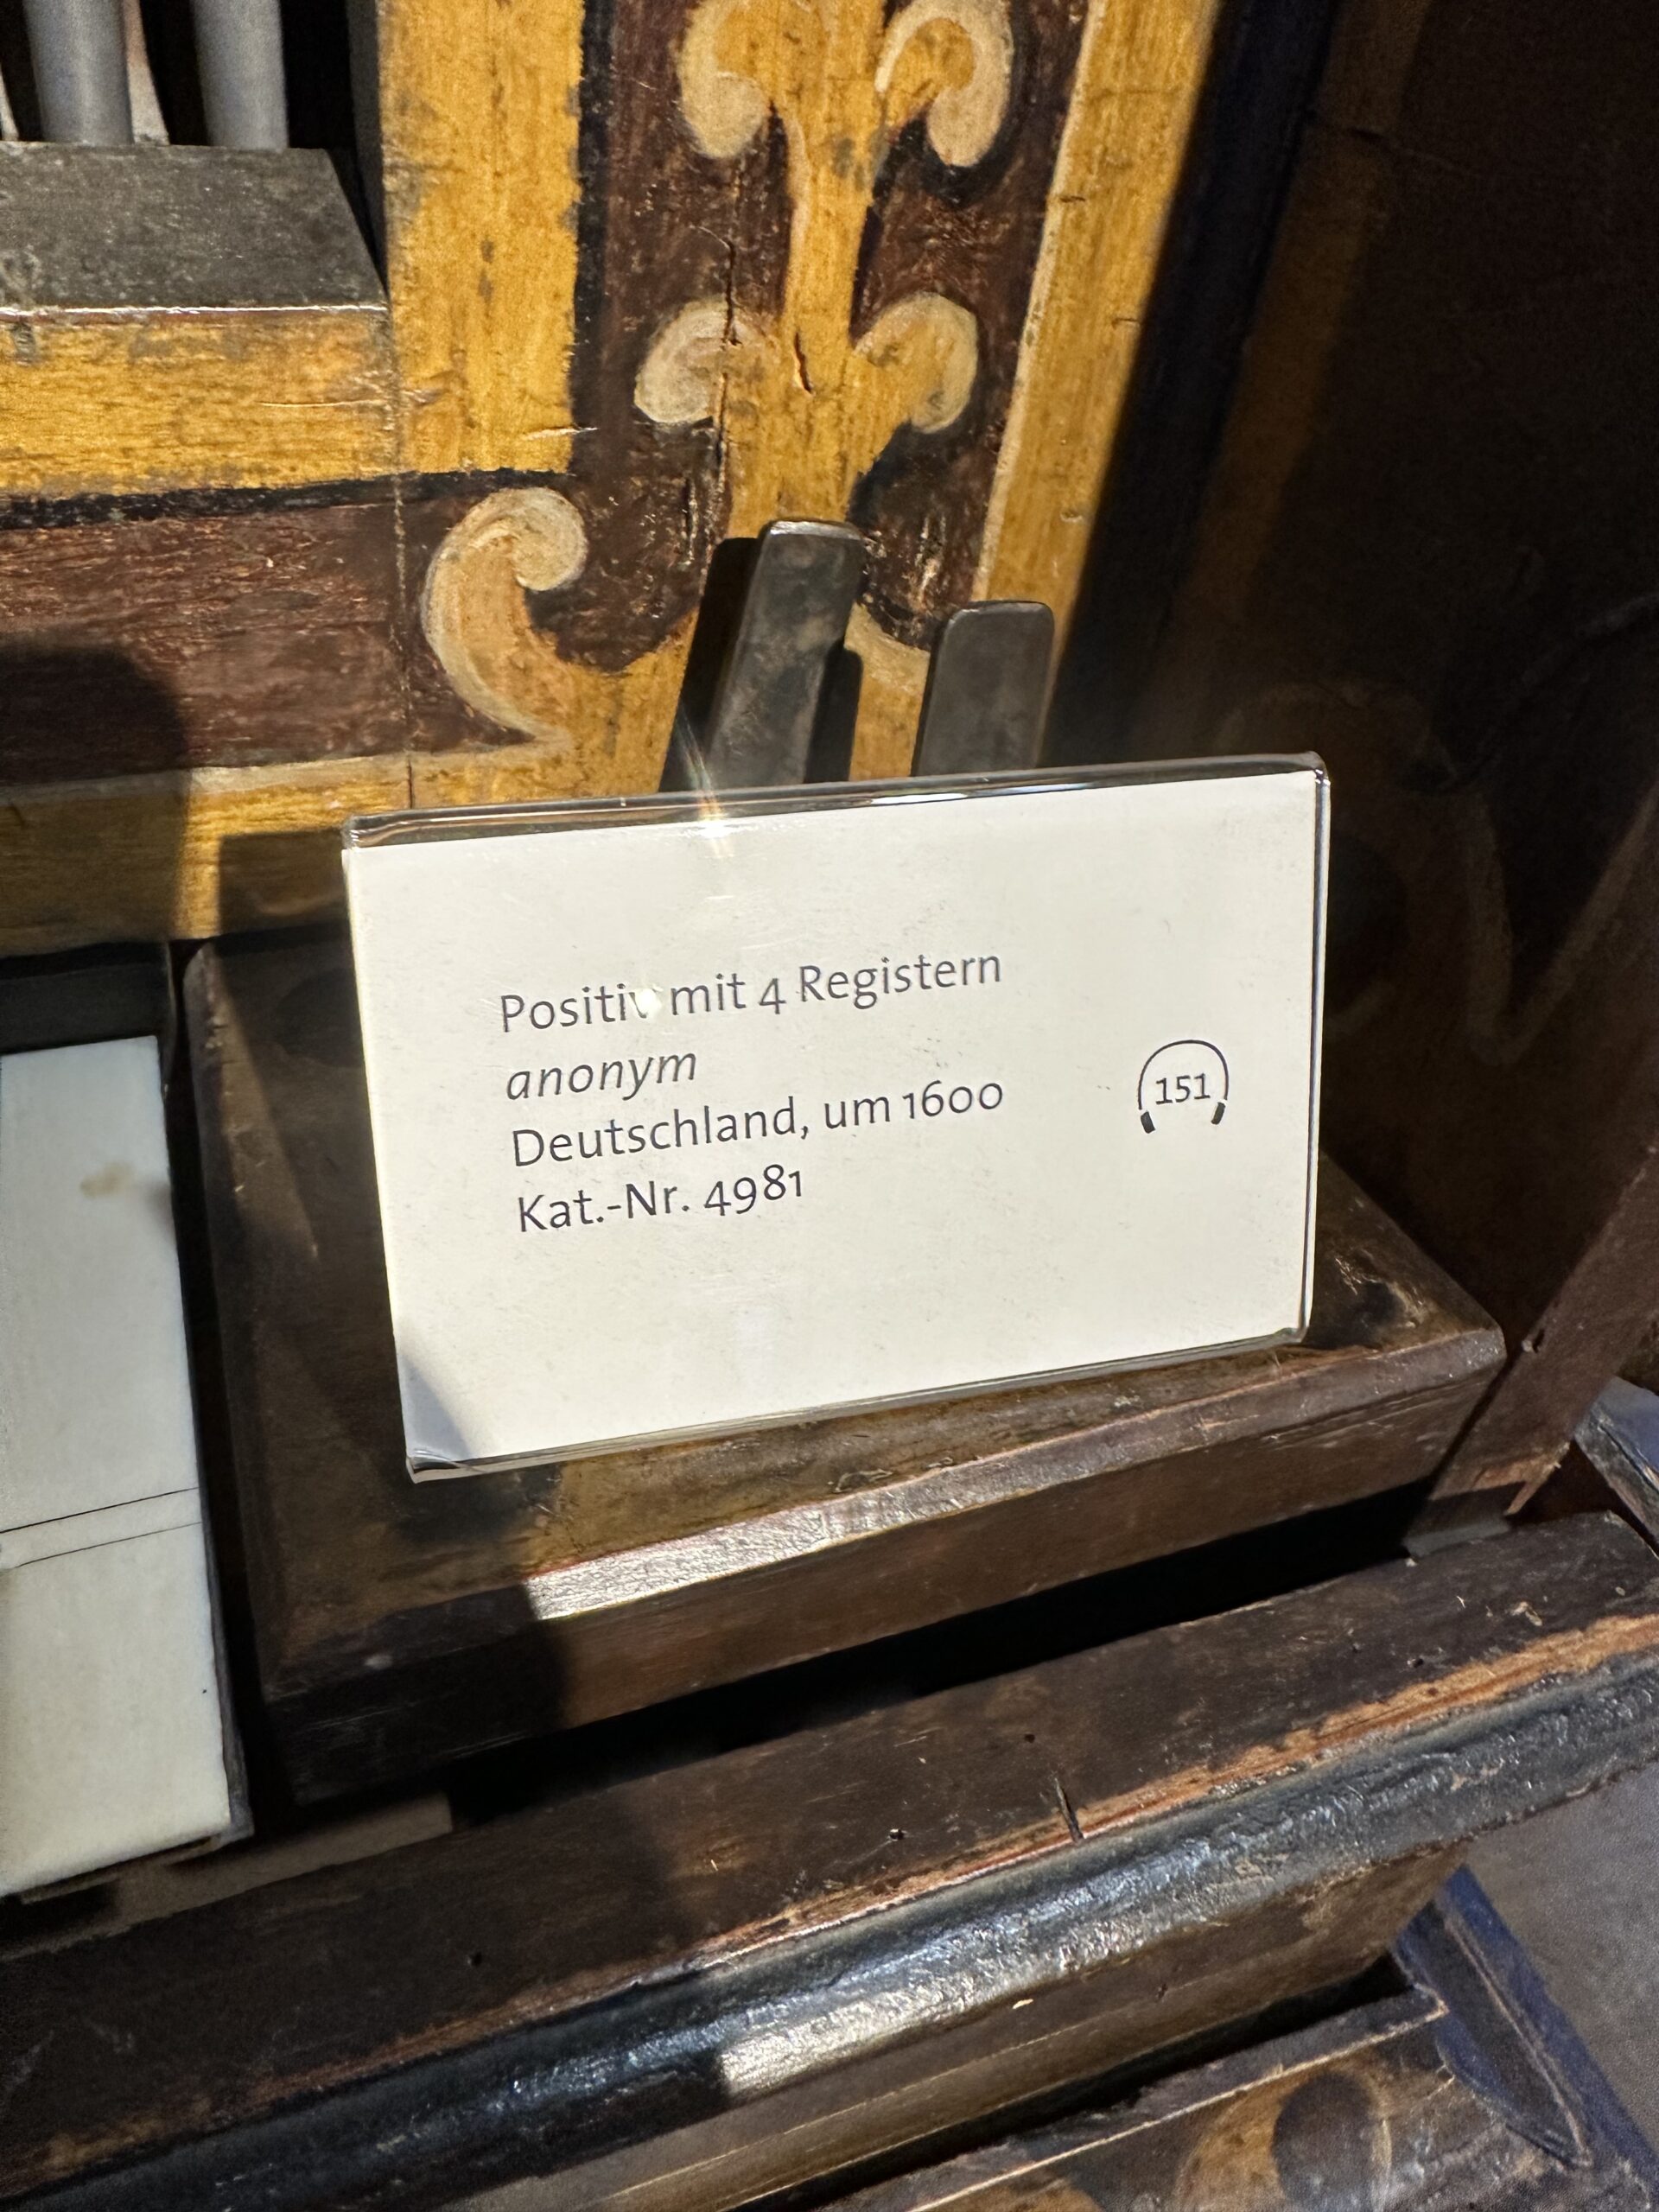 Positiv mit 4 Registern
anonym
Deutschland, um 1600
Kat.-Nr. 4981
151